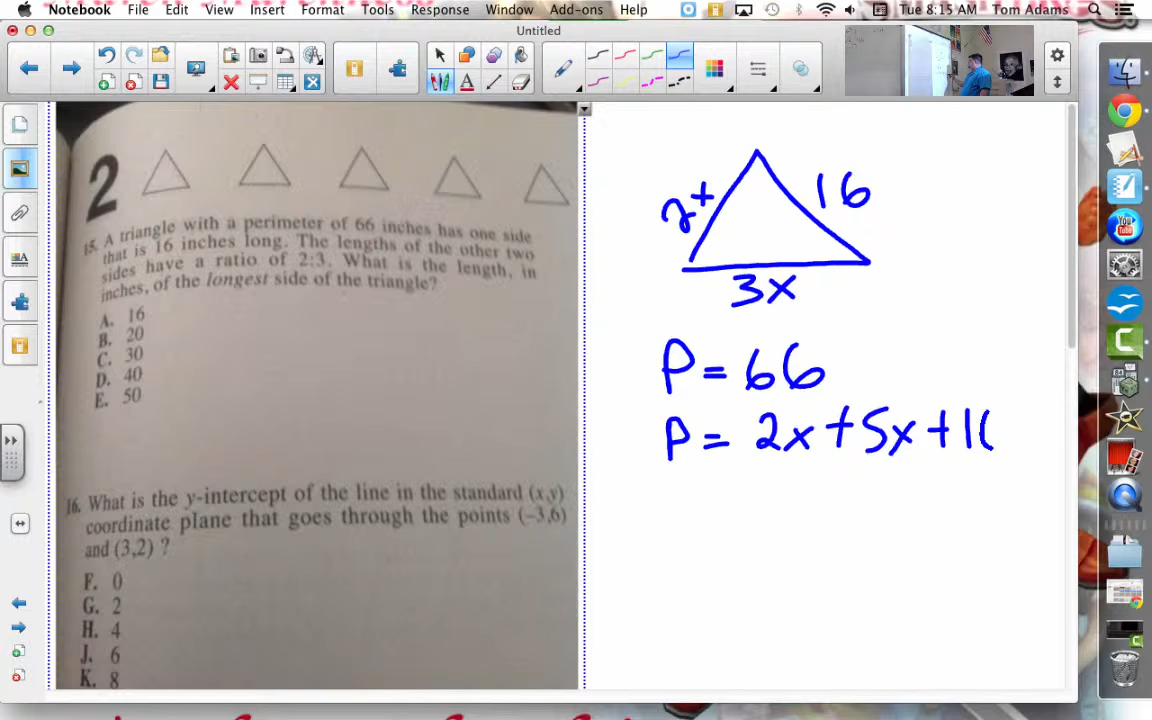 Notebook File Edit View Insert Format Tools Response Window Add-ons Help Tue 8:15 AM Tom Adams
Untitled
2
15. A triangle with a perimeter of 66 inches has one side
that is 16 inches long. The lengths of the other two
sides have a ratio of 2:3. What is the length, in
inches, of the longest side of the triangle?
A. 16
B. 20
C. 30
D. 40
E. 50
16. What is the y-intercept of the line in the standard (x,y)
coordinate plane that goes through the points (–3,6)
and (3,2) ?
F. 0
G. 2
H. 4
J. 6
K. 8
16
3x
P = 66
P = 2x + 5x + 1(
You
Tube